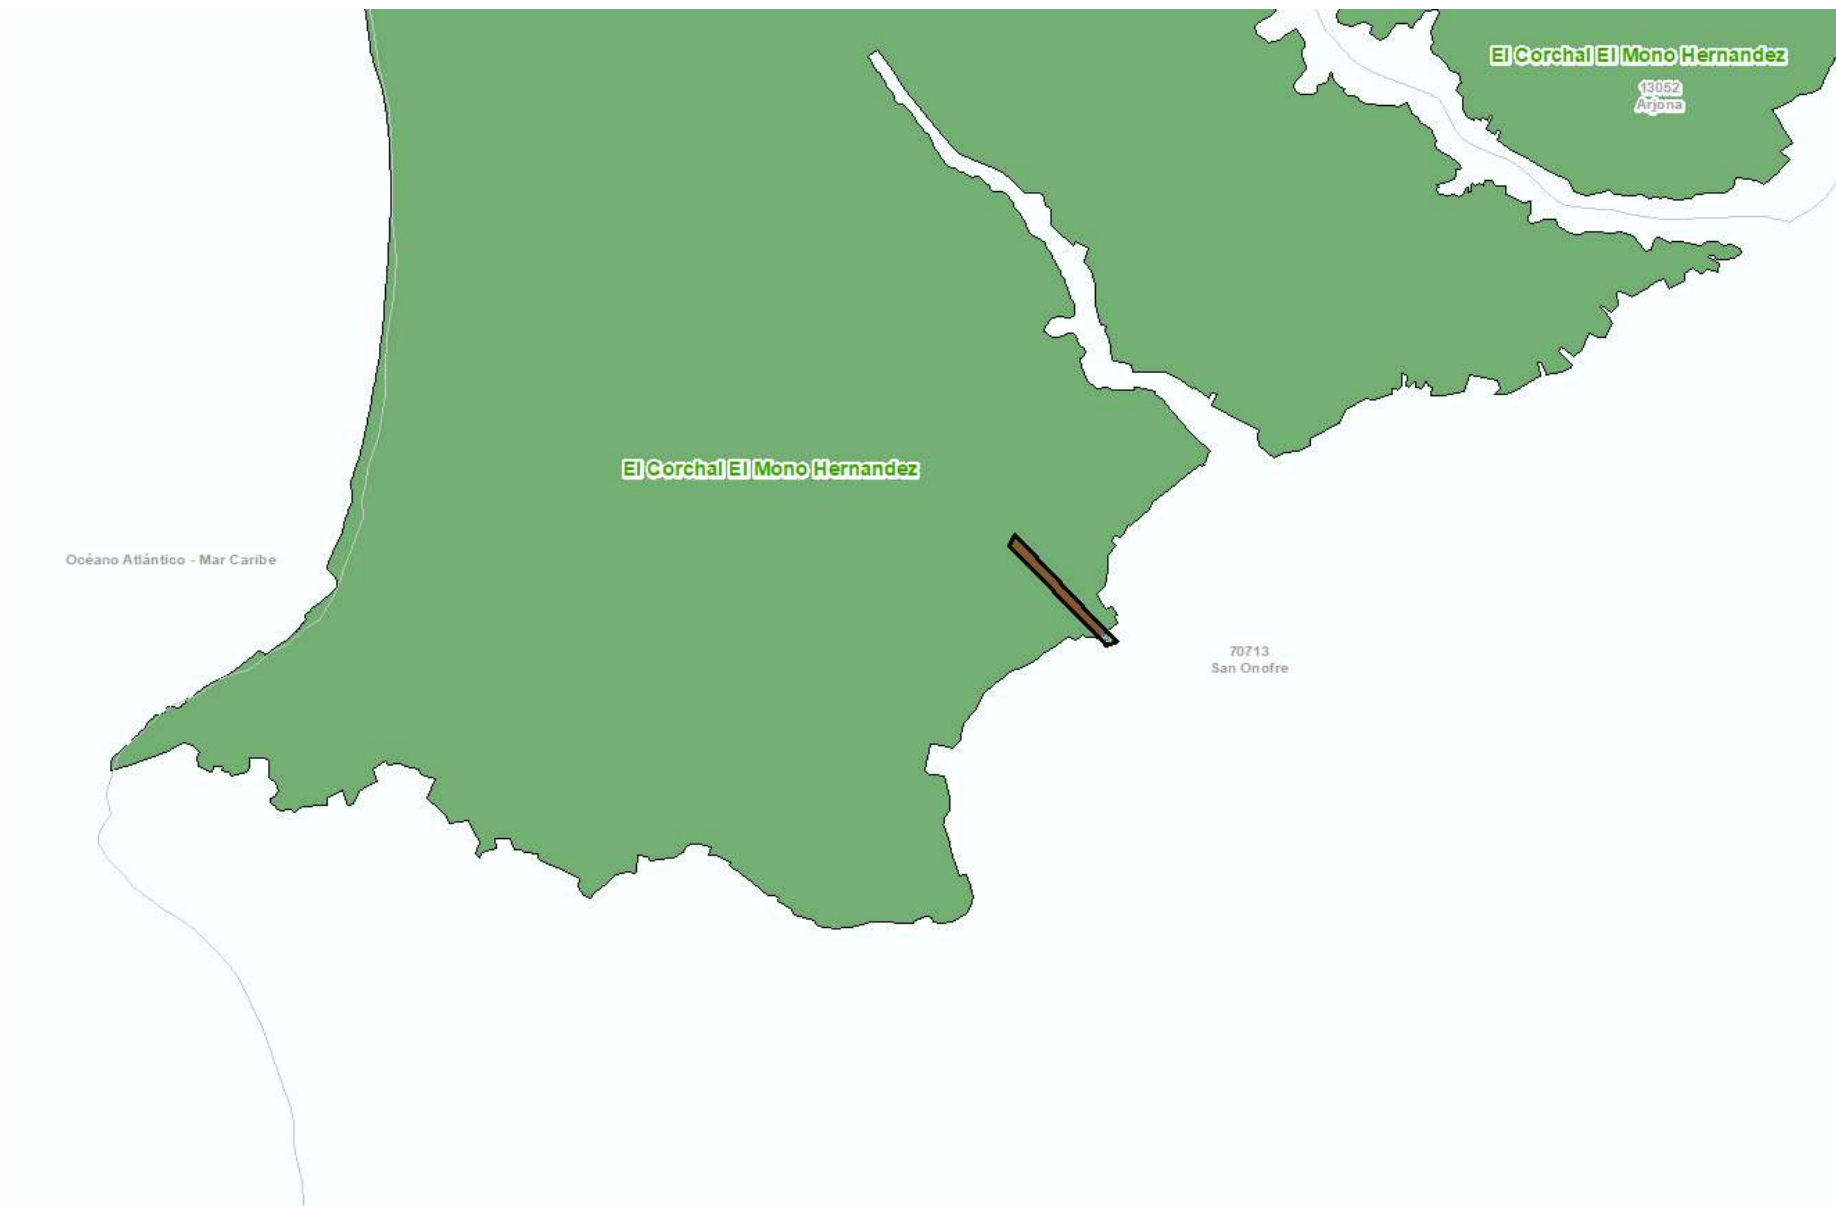 El Corchal El Mono Hernandez
13052
Arjona
El Corchal El Mono Hernandez
Océano Atlántico - Mar Caribe
70713
San Onofre